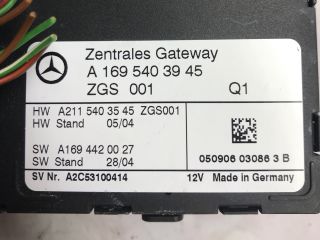 Zentrales Gateway
A 169 540 39 45
ZGS 001 Q1
HW A211 540 35 45 ZGS001
HW Stand 05/04
SW A169 442 00 27
SW Stand 28/04
050906 03086 3 B
SV Nr. A2C53100414 12V Made in Germany